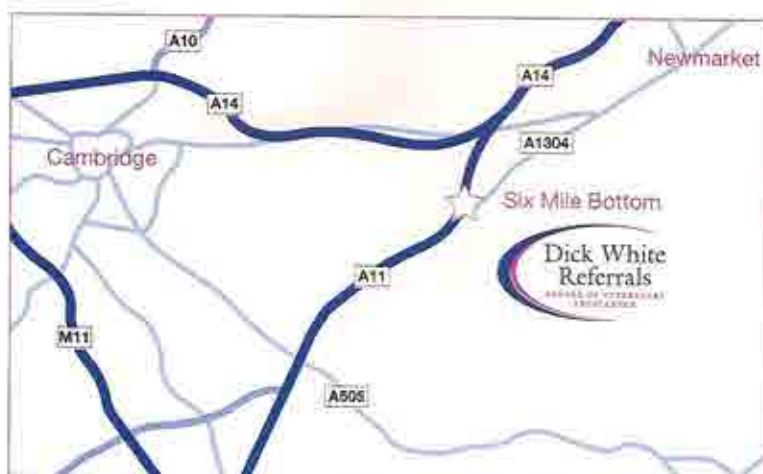 A10
Newmarket
A14
A14
A1304
Cambridge
Six Mile Bottom
Dick White
Referrals
A11
M11
A505